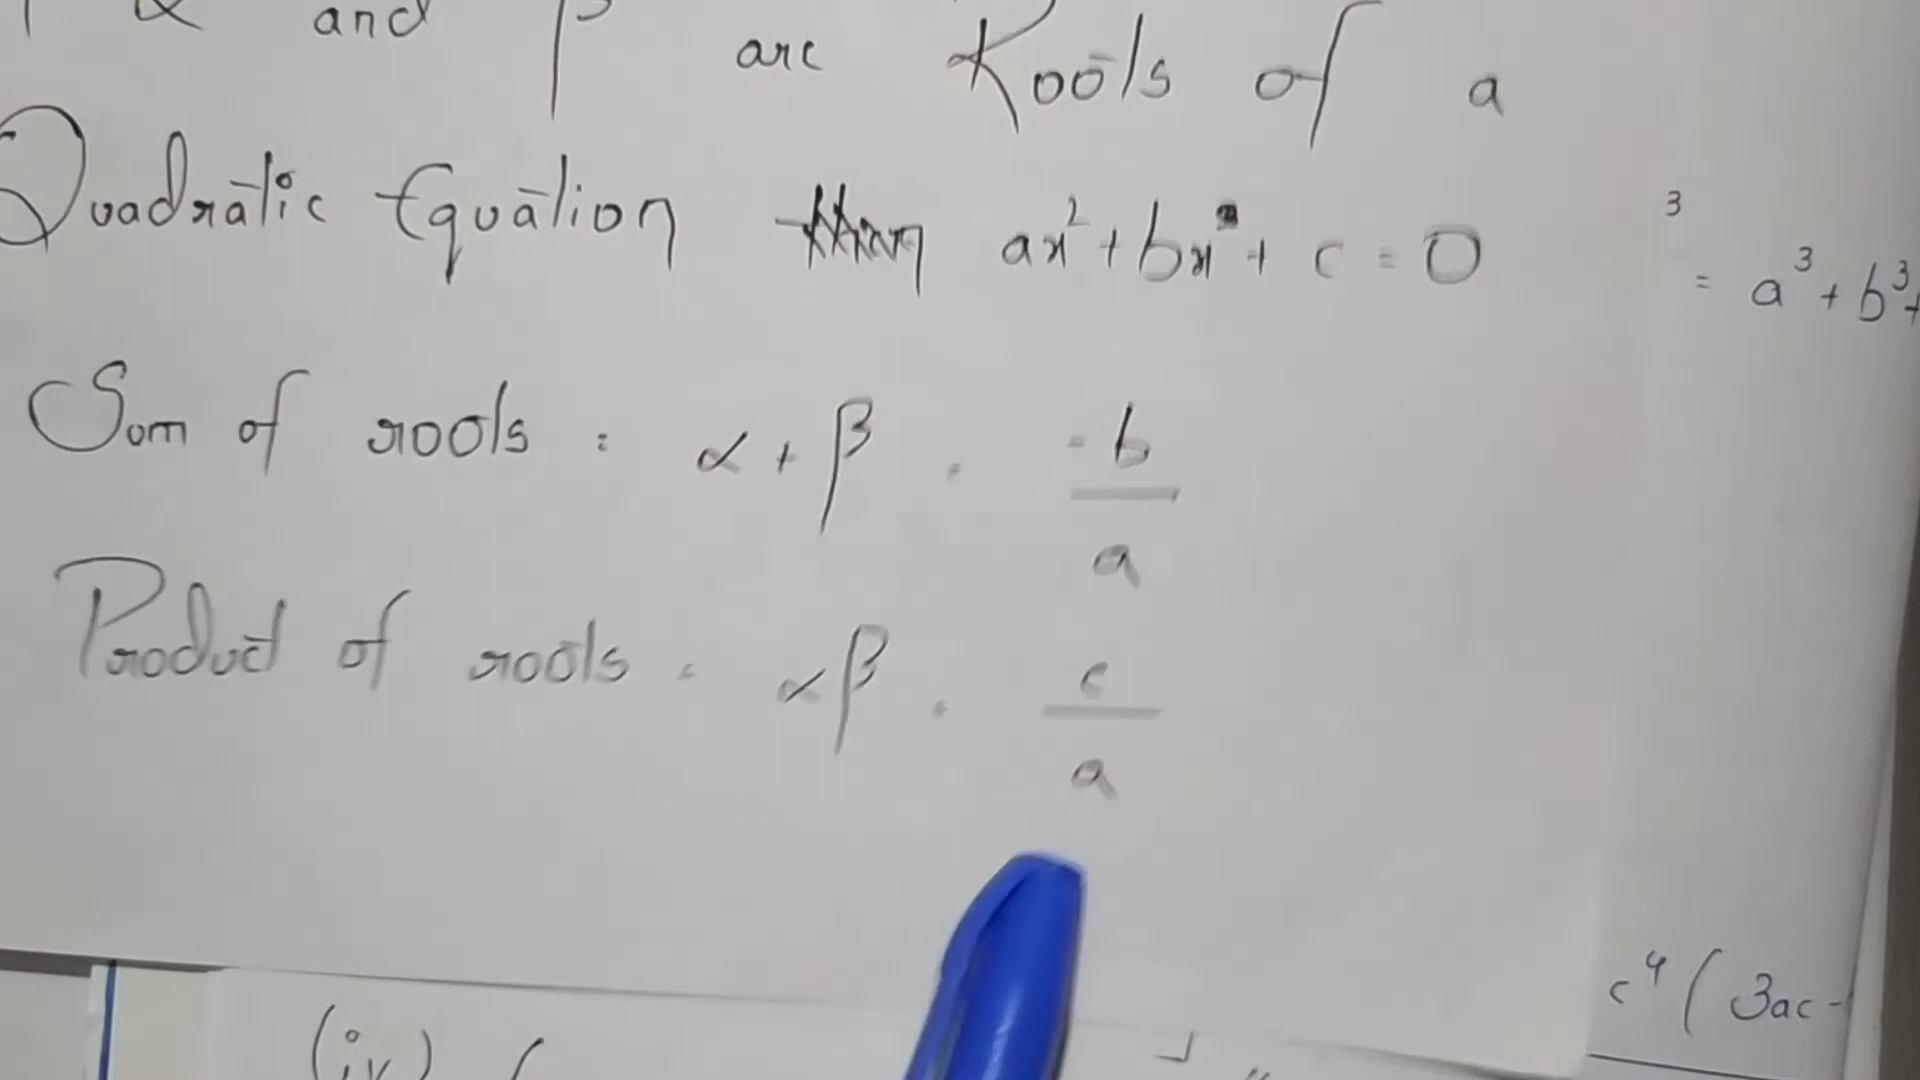 α and β are Roots of a
Quadratic Equation ax² + bx + c = 0
3
= a³ + b³ +
Sum of roots = α + β = -b/a
Product of roots = αβ = c/a
c⁴ ( 3ac -
(iv) (